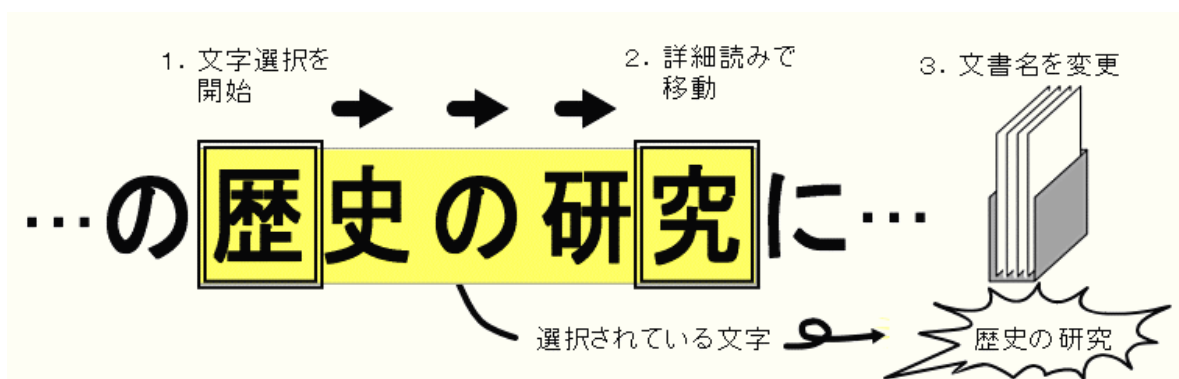 1. 文字選択を
開始
2. 詳細読みで
移動
3. 文書名を変更
…の歴史の研究に…
選択されている文字
歴史の研究